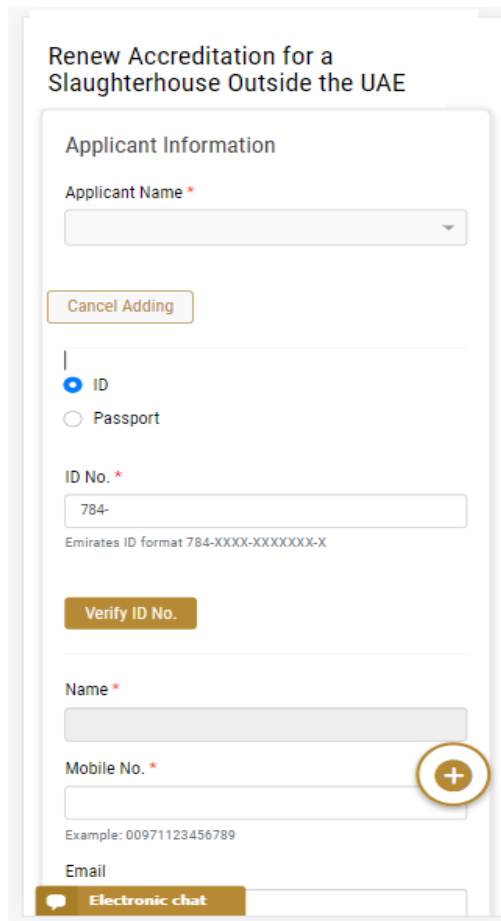 Renew Accreditation for a
Slaughterhouse Outside the UAE
Applicant Information
Applicant Name *
Cancel Adding
ID
Passport
ID No. *
784-
Emirates ID format 784-XXXX-XXXXXXX-X
Verify ID No.
Name *
Mobile No. *
Example: 00971123456789
Email
Electronic chat